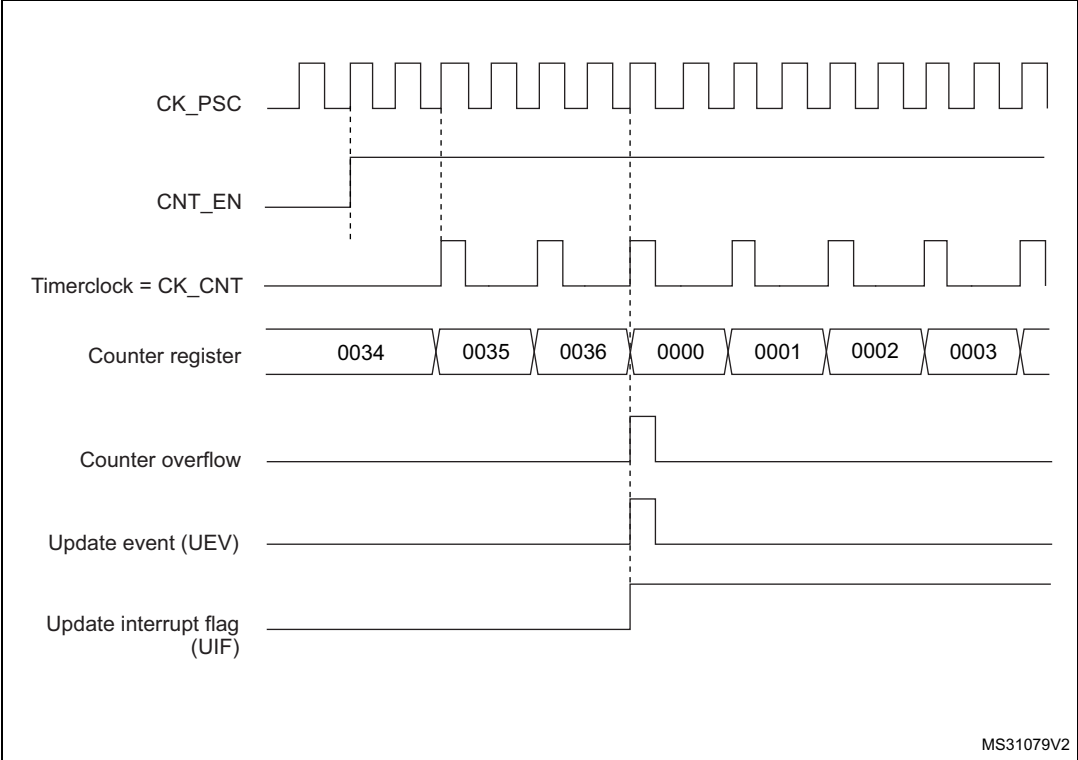 CK_PSC
CNT_EN
Timerclock = CK_CNT
Counter register 0034 0035 0036 0000 0001 0002 0003
Counter overflow
Update event (UEV)
Update interrupt flag
(UIF)
MS31079V2